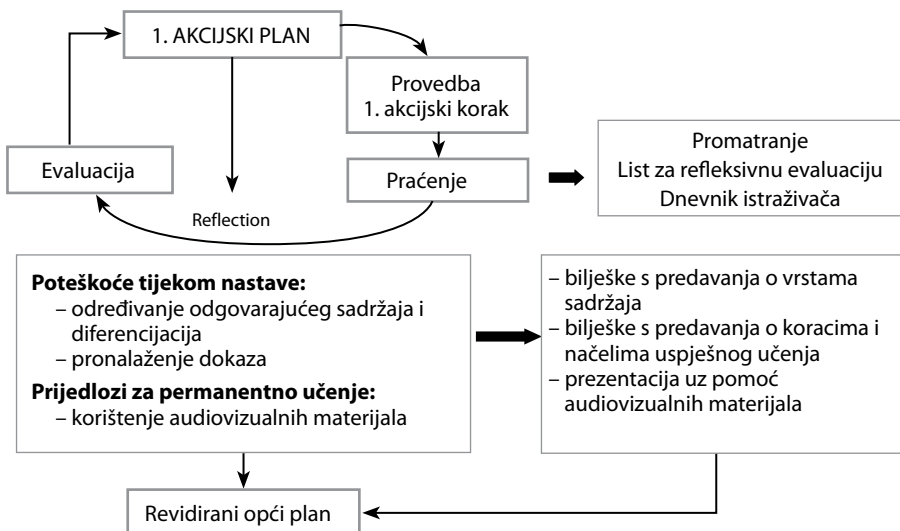 1. AKCIJSKI PLAN
Provedba
1. akcijski korak
Evaluacija
Praćenje
Reflection
Promatranje
List za refleksivnu evaluaciju
Dnevnik istraživača
Poteškoće tijekom nastave:
– određivanje odgovarajućeg sadržaja i
diferencijacija
– pronalaženje dokaza
Prijedlozi za permanentno učenje:
– korištenje audiovizualnih materijala
– bilješke s predavanja o vrstama
sadržaja
– bilješke s predavanja o koracima i
načelima uspješnog učenja
– prezentacija uz pomoć
audiovizualnih materijala
Revidirani opći plan